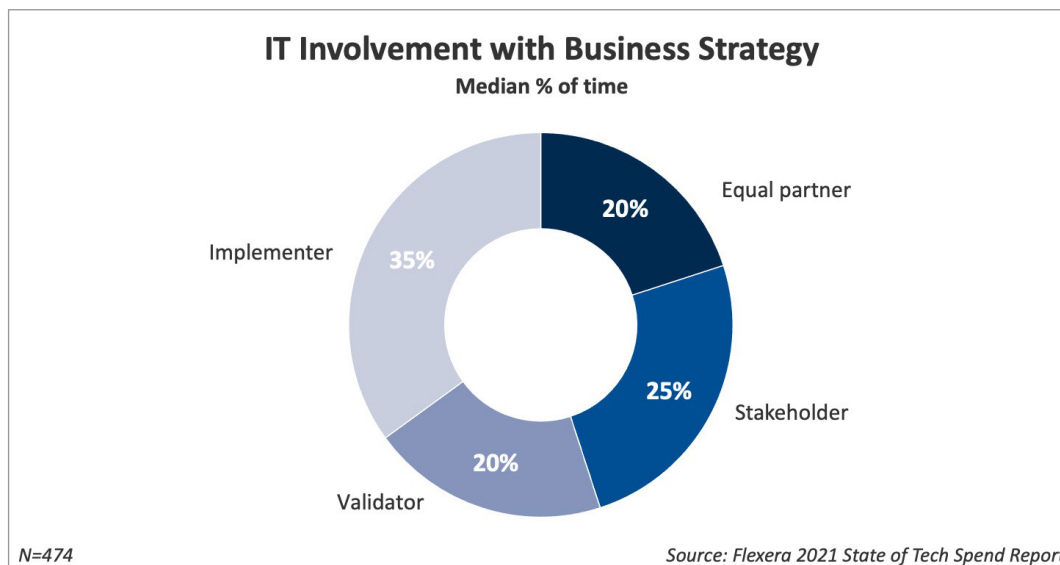 IT Involvement with Business Strategy
Median % of time
20%
Equal partner
Implementer
35%
25%
Stakeholder
20%
Validator
N=474
Source: Flexera 2021 State of Tech Spend Report